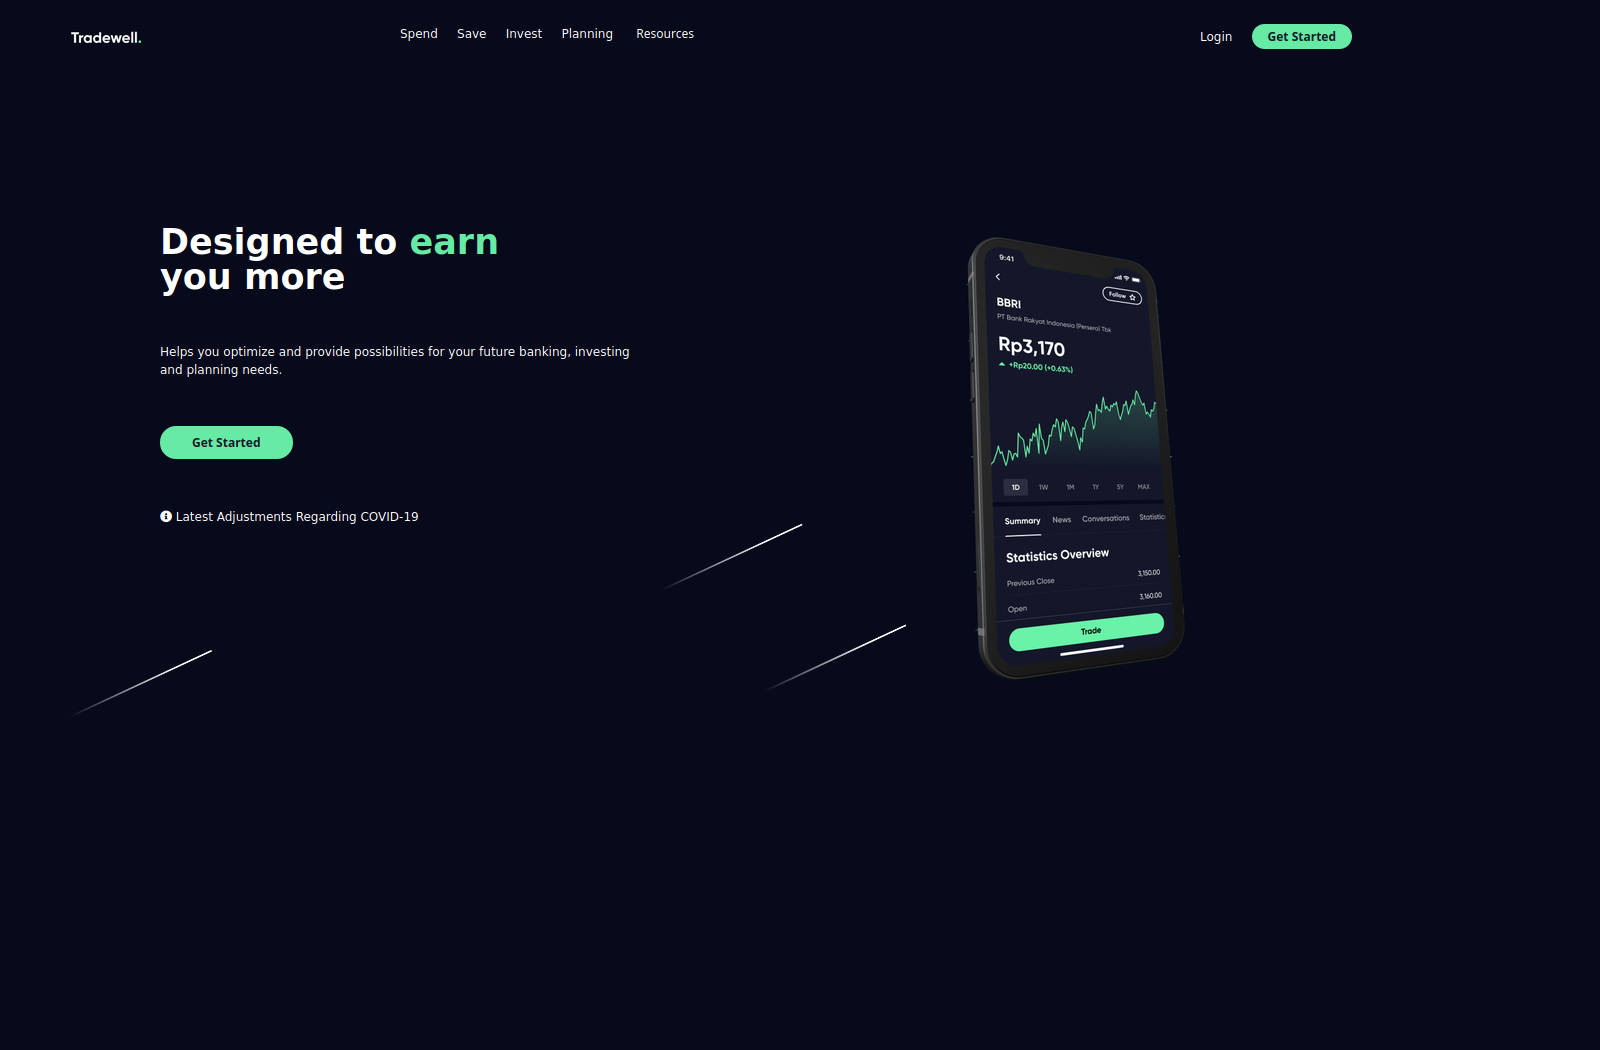 Tradewell.
Spend Save Invest Planning Resources
Login Get Started
Designed to earn
you more
Helps you optimize and provide possibilities for your future banking, investing
and planning needs.
Get Started
Latest Adjustments Regarding COVID-19
9:41
Follow
BBRI
PT Bank Rakyat Indonesia (Persero) Tbk
Rp3,170
+Rp20.00 (+0.63%)
1D 1W 1M 1Y 5Y MAX
Summary News Conversations Statistic
Statistics Overview
Previous Close 3,150.00
Open 3,160.00
Trade